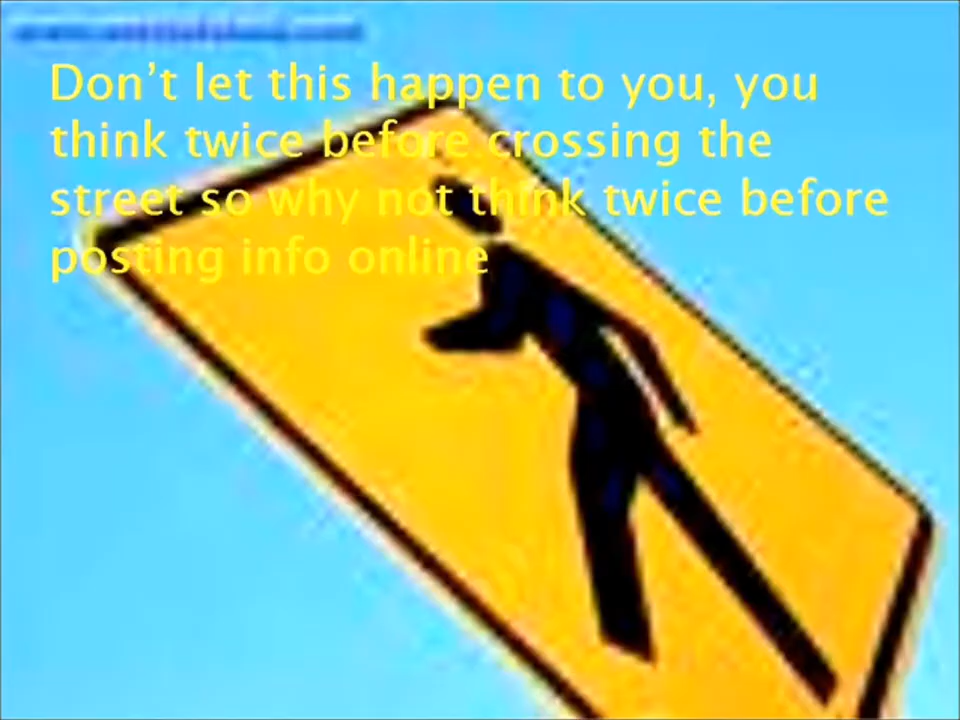 Don’t let this happen to you, you
think twice before crossing the
street so why not think twice before
posting info online